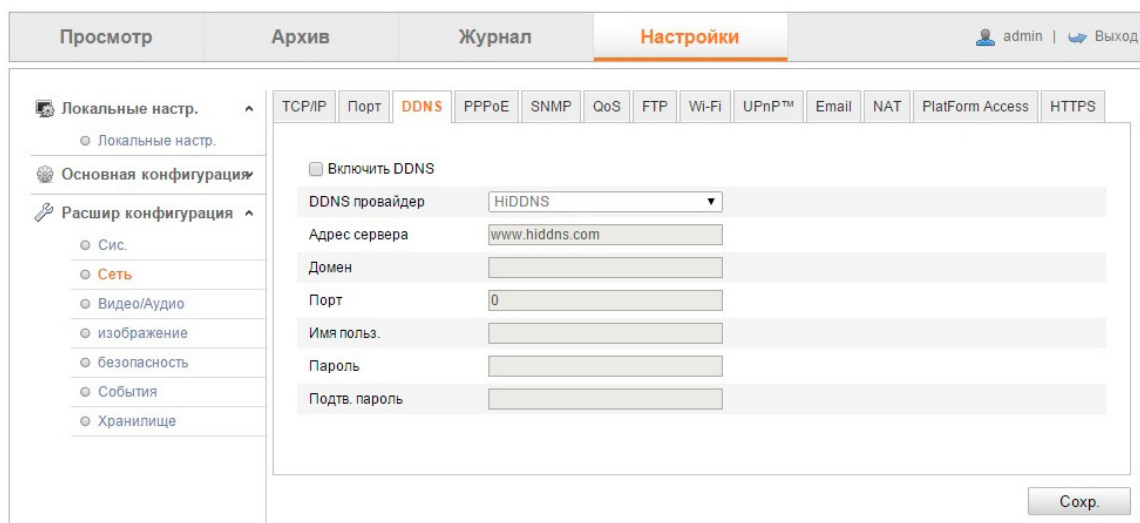 Просмотр Архив Журнал Настройки admin | Выход
Локальные настр.
Локальные настр.
Основная конфигурация
Расшир конфигурация
Сис.
Сеть
Видео/Аудио
изображение
безопасность
События
Хранилище
TCP/IP Порт DDNS PPPoE SNMP QoS FTP Wi-Fi UPnP™ Email NAT PlatForm Access HTTPS
Включить DDNS
DDNS провайдер HiDDNS
Адрес сервера www.hiddns.com
Домен
Порт 0
Имя польз.
Пароль
Подтв. пароль
Сохр.